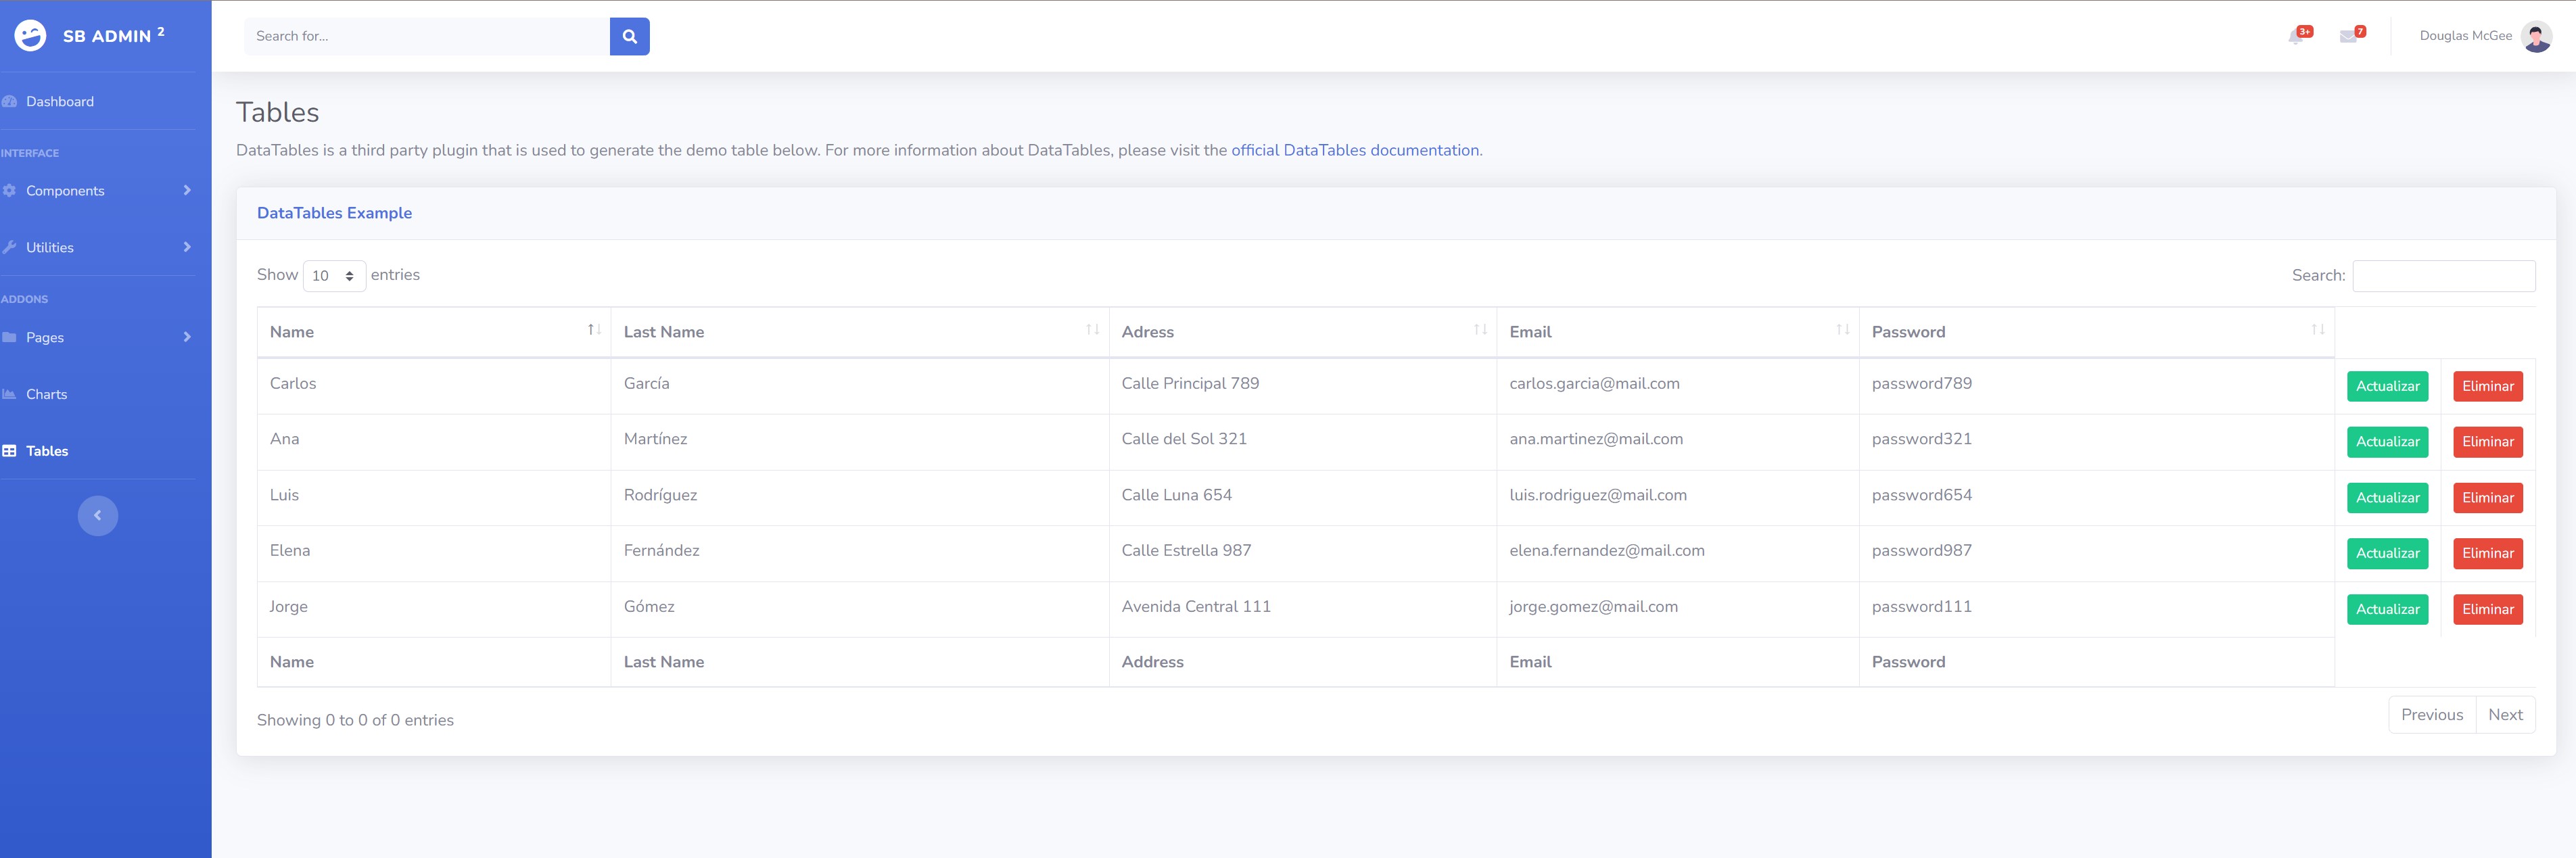 SB ADMIN 2
Search for...
3+
7
Douglas McGee
Dashboard
INTERFACE
Components
Utilities
ADDONS
Pages
Charts
Tables
Tables
DataTables is a third party plugin that is used to generate the demo table below. For more information about DataTables, please visit the official DataTables documentation.
DataTables Example
Show 10 entries
Search:
Name Last Name Adress Email Password
Carlos García Calle Principal 789 carlos.garcia@mail.com password789 Actualizar Eliminar
Ana Martínez Calle del Sol 321 ana.martinez@mail.com password321 Actualizar Eliminar
Luis Rodríguez Calle Luna 654 luis.rodriguez@mail.com password654 Actualizar Eliminar
Elena Fernández Calle Estrella 987 elena.fernandez@mail.com password987 Actualizar Eliminar
Jorge Gómez Avenida Central 111 jorge.gomez@mail.com password111 Actualizar Eliminar
Name Last Name Address Email Password
Showing 0 to 0 of 0 entries
Previous Next